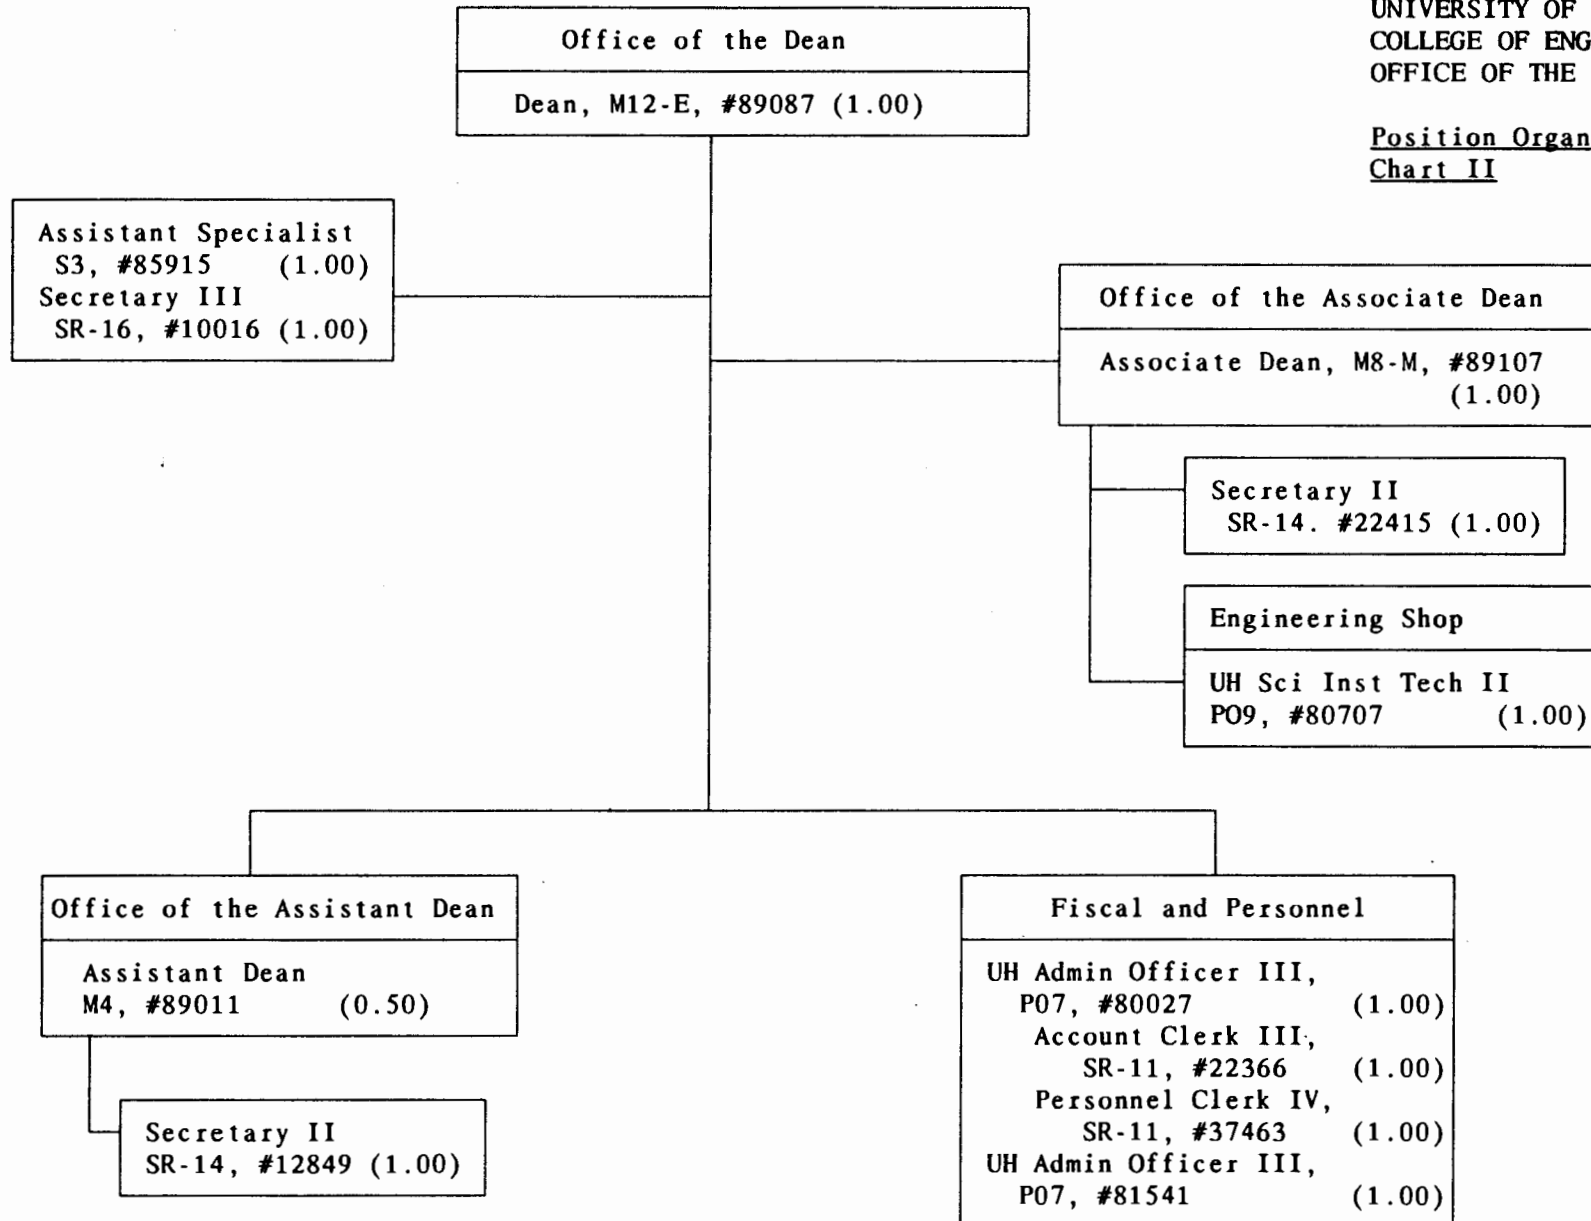 Office of the Dean
Dean, M12-E, #89087 (1.00)
UNIVERSITY OF
COLLEGE OF ENG
OFFICE OF THE
Position Organ
Chart II
Assistant Specialist
S3, #85915 (1.00)
Secretary III
SR-16, #10016 (1.00)
Office of the Associate Dean
Associate Dean, M8-M, #89107
(1.00)
Secretary II
SR-14. #22415 (1.00)
Engineering Shop
UH Sci Inst Tech II
PO9, #80707 (1.00)
Office of the Assistant Dean
Assistant Dean
M4, #89011 (0.50)
Secretary II
SR-14, #12849 (1.00)
Fiscal and Personnel
UH Admin Officer III,
P07, #80027 (1.00)
Account Clerk III,
SR-11, #22366 (1.00)
Personnel Clerk IV,
SR-11, #37463 (1.00)
UH Admin Officer III,
P07, #81541 (1.00)